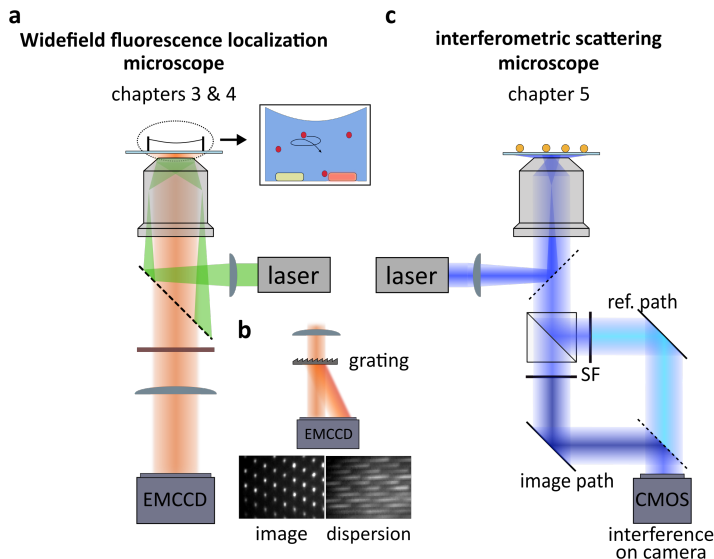 a
Widefield fluorescence localization
microscope
chapters 3 & 4
laser
EMCCD
b
grating
EMCCD
image
dispersion
c
interferometric scattering
microscope
chapter 5
laser
ref. path
SF
image path
CMOS
interference
on camera